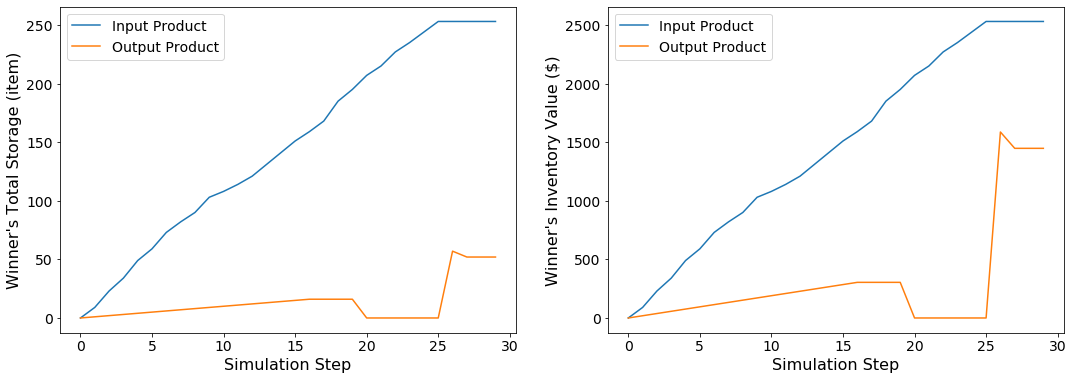 Winner's Total Storage (item)
250
200
150
100
50
0
Input Product
Output Product
0 5 10 15 20 25 30
Simulation Step
Winner's Inventory Value ($)
2500
2000
1500
1000
500
0
Input Product
Output Product
0 5 10 15 20 25 30
Simulation Step